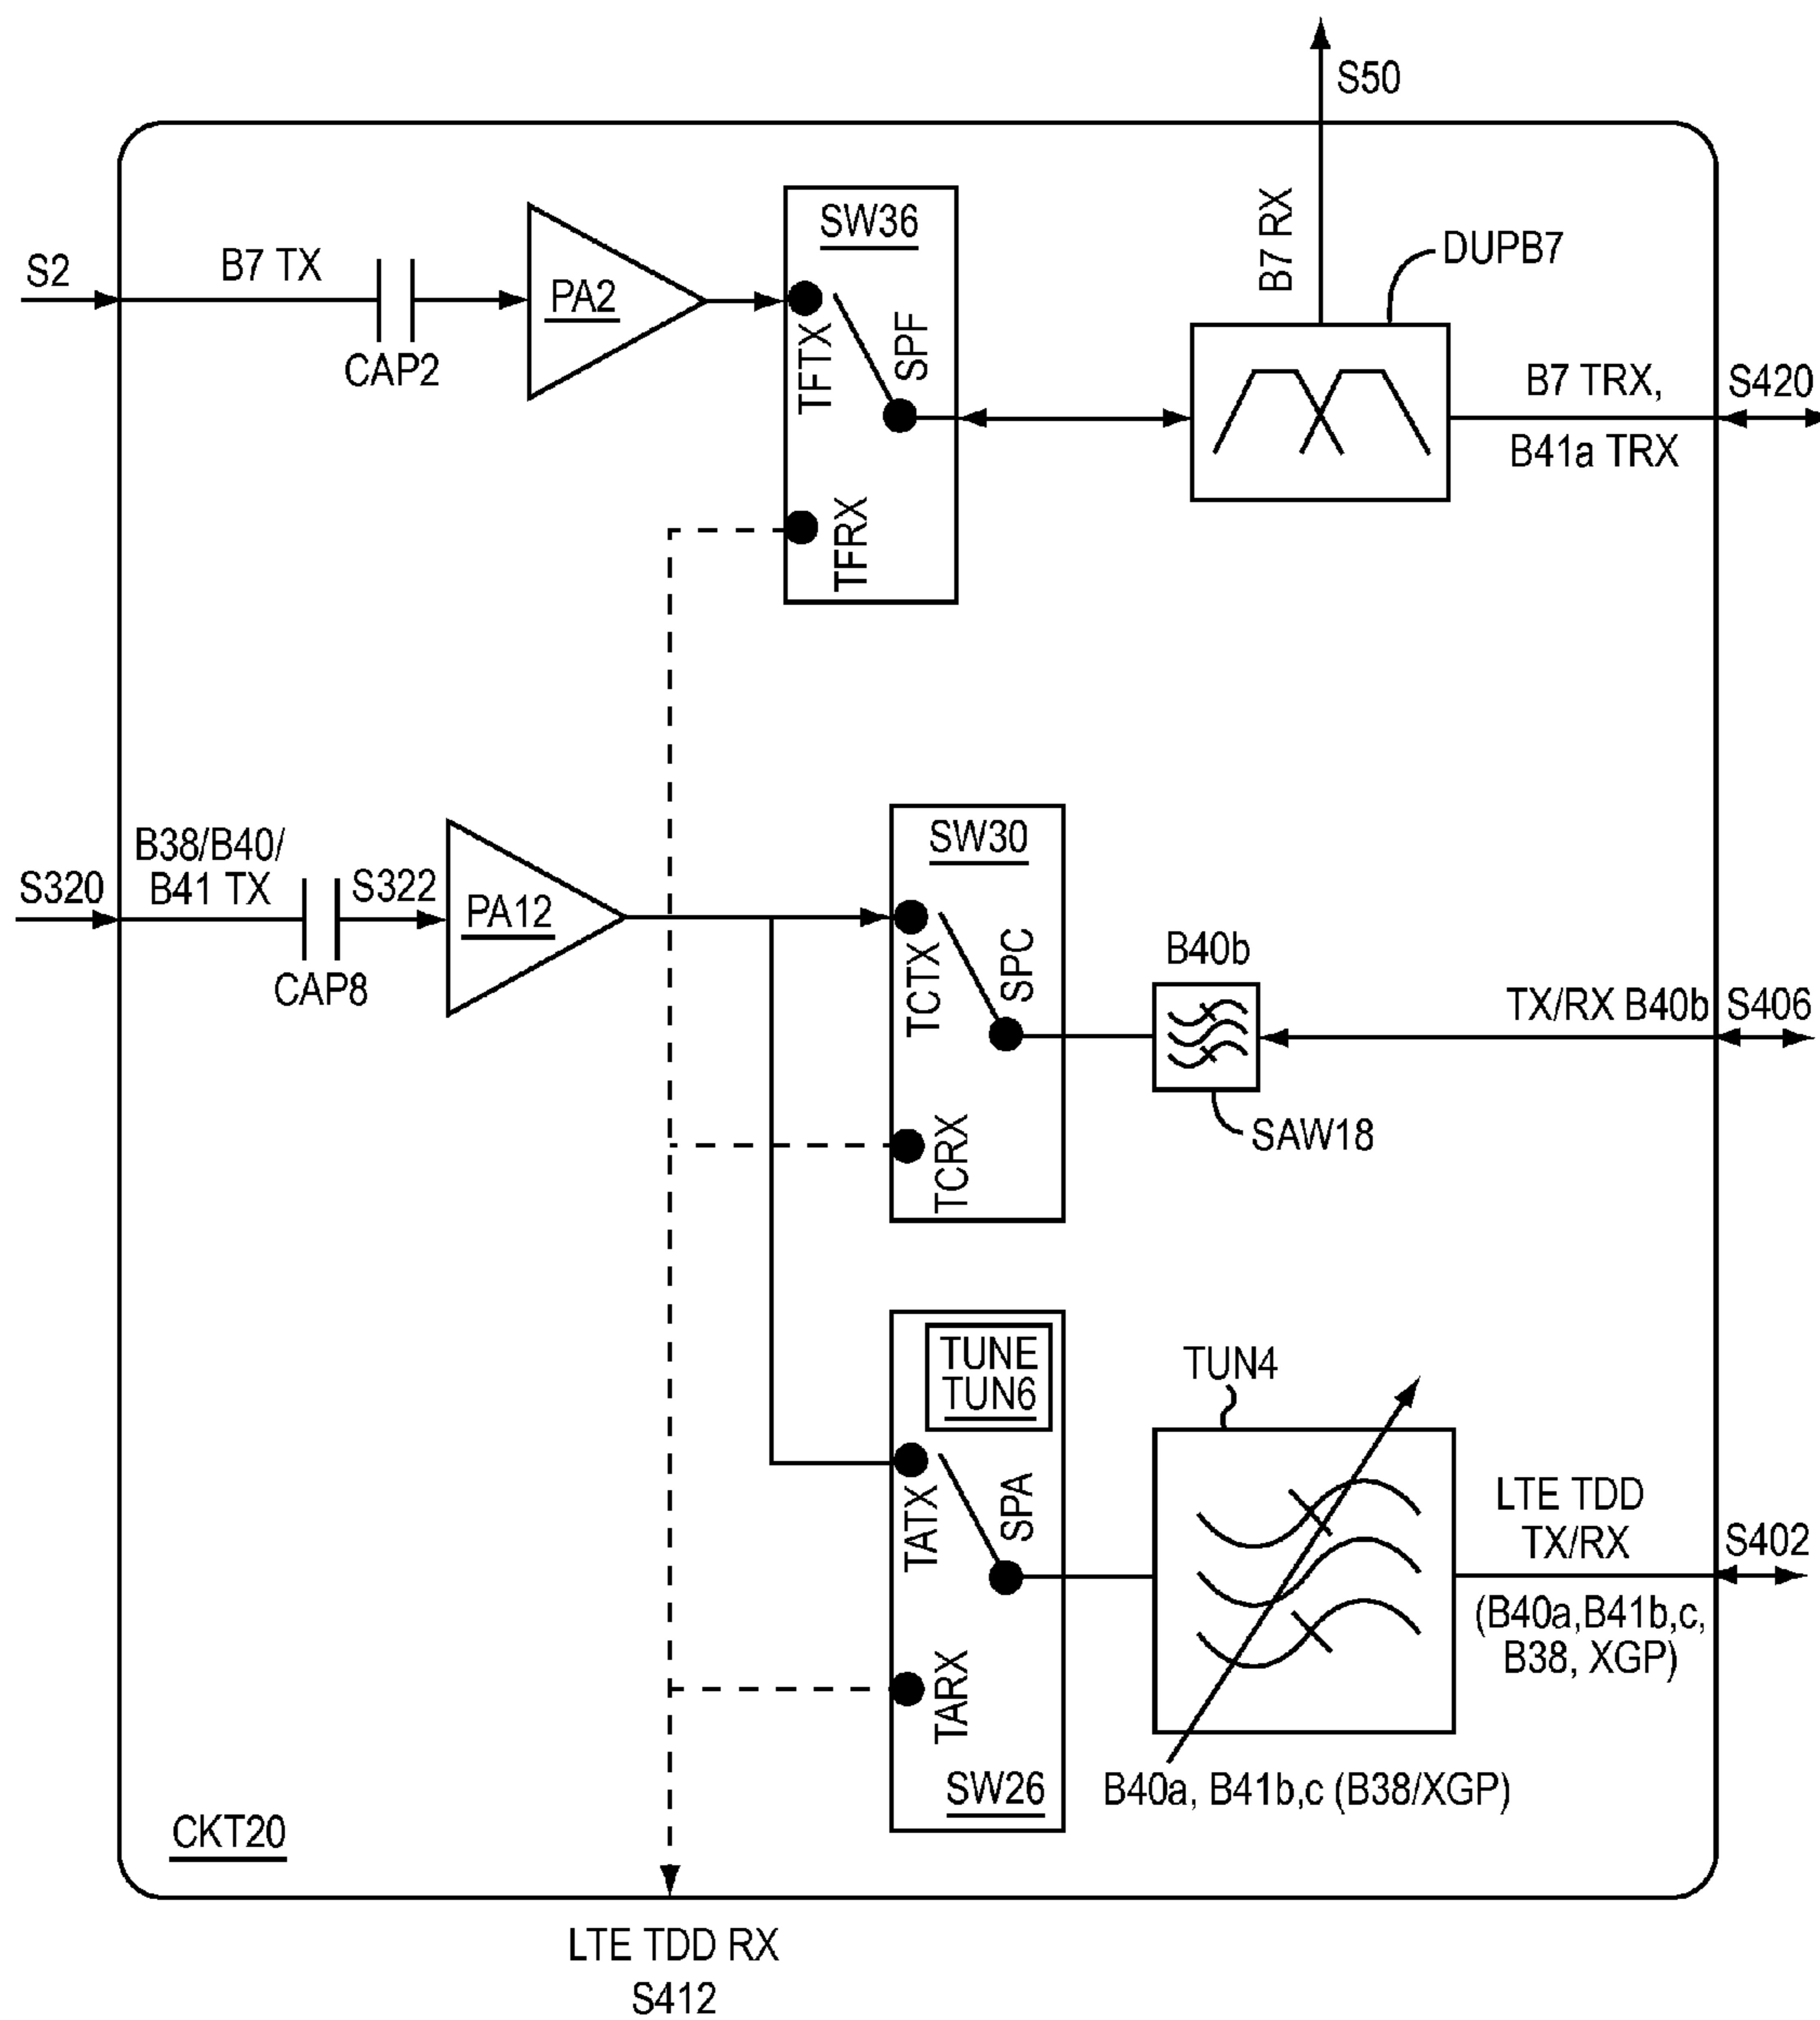 S50
B7 RX
SW36
DUPB7
S2
B7 TX
PA2
CAP2
TFTX
SPF
TFRX
B7 TRX,
B41a TRX
S420
B38/B40/
B41 TX
S320
S322
PA12
CAP8
SW30
TCTX
SPC
TCRX
B40b
SAW18
TX/RX B40b
S406
TUNE
TUN6
TATX
SPA
TARX
SW26
TUN4
B40a, B41b,c (B38/XGP)
LTE TDD
TX/RX
S402
(B40a,B41b,c,
B38, XGP)
CKT20
LTE TDD RX
S412